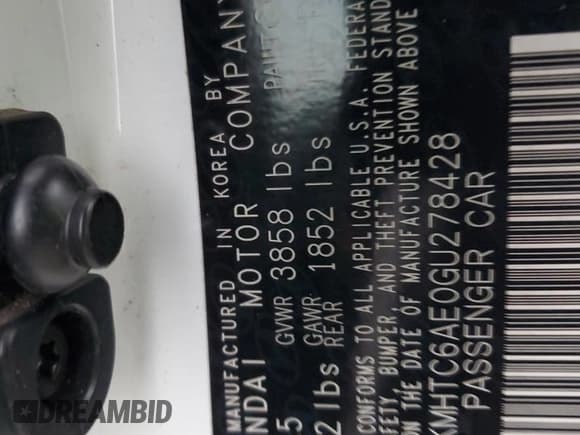 MANUFACTURED IN KOREA BY
NDAI MOTOR COMPANY
5 GVWR 3858 lbs PAINT
2 lbs GAWR REAR 1852 lbs
CONFORMS TO ALL APPLICABLE U.S.A. FEDERA
FETY, BUMPER, AND THEFT PREVENTION STAND
ON THE DATE OF MANUFACTURE SHOWN ABOVE
KMHTC6AE0GU278428
PASSENGER CAR
DREAMBID